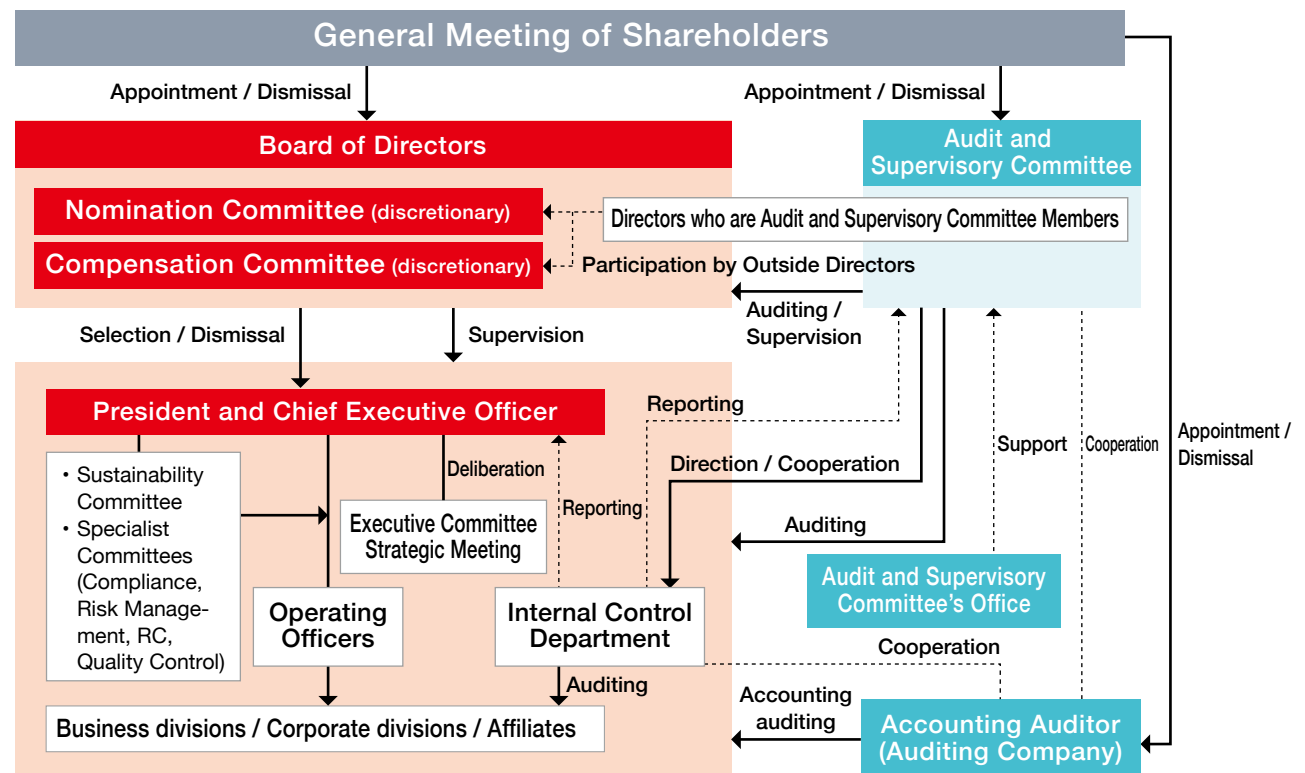 General Meeting of Shareholders
Appointment / Dismissal
Appointment / Dismissal
Board of Directors
Audit and
Supervisory Committee
Nomination Committee (discretionary)
Directors who are Audit and Supervisory Committee Members
Compensation Committee (discretionary)
Participation by Outside Directors
Auditing /
Supervision
Selection / Dismissal
Supervision
President and Chief Executive Officer
Reporting
Support
Cooperation
Appointment /
Dismissal
Deliberation
Direction / Cooperation
・Sustainability
Committee
・Specialist
Committees
(Compliance,
Risk Manage-
ment, RC,
Quality Control)
Reporting
Executive Committee
Strategic Meeting
Auditing
Audit and Supervisory
Committee's Office
Operating
Officers
Internal Control
Department
Cooperation
Auditing
Accounting
auditing
Business divisions / Corporate divisions / Affiliates
Accounting Auditor
(Auditing Company)